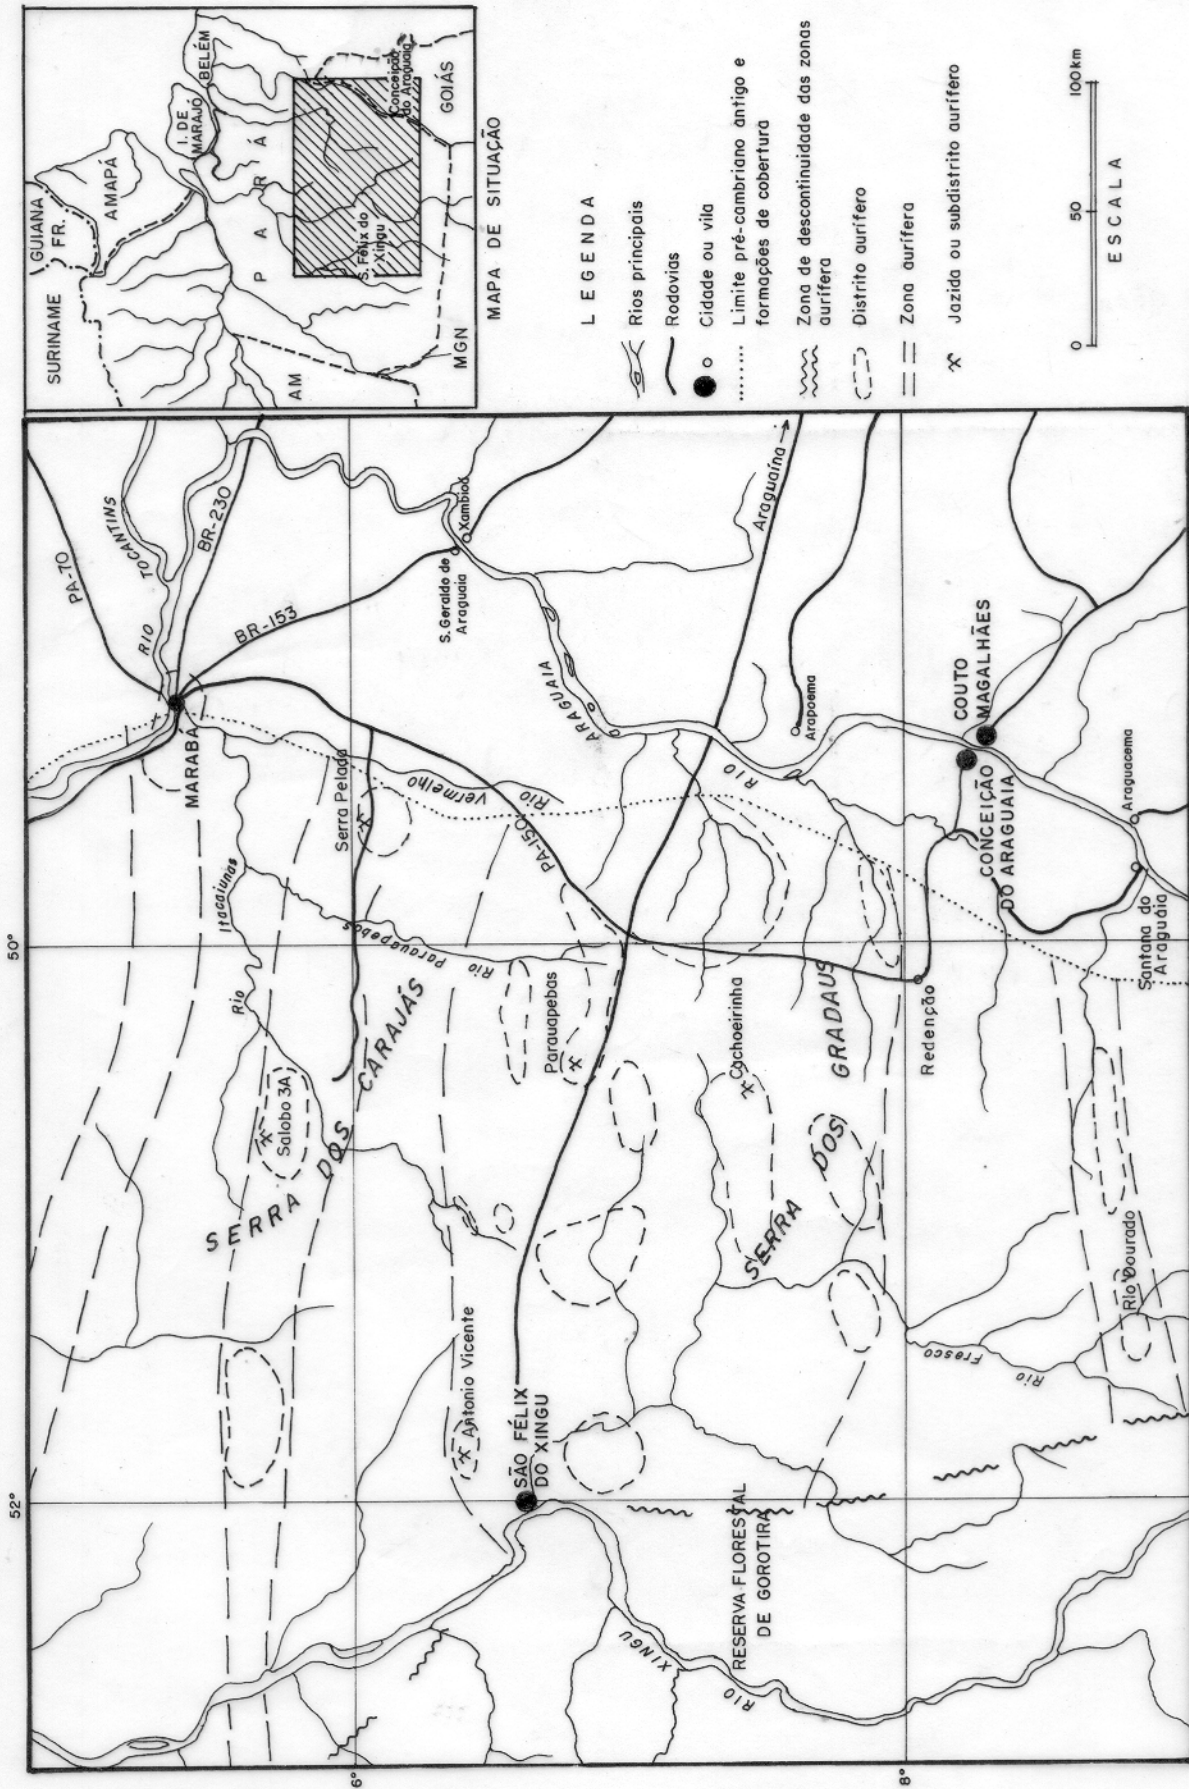 SURINAME
GUIANA
FR.
AMAPÁ
I. DE
MARAJÓ
BELÉM
P A R Á
AM
S. Félix do
Xingu
Conceição
do Araguaia
GOIÁS
MGN
MAPA DE SITUAÇÃO
LEGENDA
Rios principais
Rodovias
Cidade ou vila
Limite pré-cambriano antigo e
formações de cobertura
Zona de descontinuidade das zonas
aurífera
Distrito aurífero
Zona aurífera
Jazida ou subdistrito aurífero
0 50 100km
ESCALA
52°
50°
6°
8°
PA-70
RIO TOCANTINS
BR-230
BR-153
MARABA
S. Geraldo de
Araguaia
Xambioá
RIO ARAGUAIA
Araguaína
Arapoema
COUTO
MAGALHÃES
CONCEIÇÃO
DO ARAGUAIA
Araguacema
Santana do
Araguaia
Serra Pelada
Rio Vermelho
PA-150
Rio Itacaiunas
Rio Parauapebas
SERRA DOS CARAJÁS
Salobo 3A
Parauapebas
Cachoeirinha
SERRA DOS GRADAUS
Redenção
Antonio Vicente
SÃO FÉLIX
DO XINGU
Rio Fresco
Rio Dourado
RESERVA FLORESTAL
DE GOROTIRA
RIO XINGU